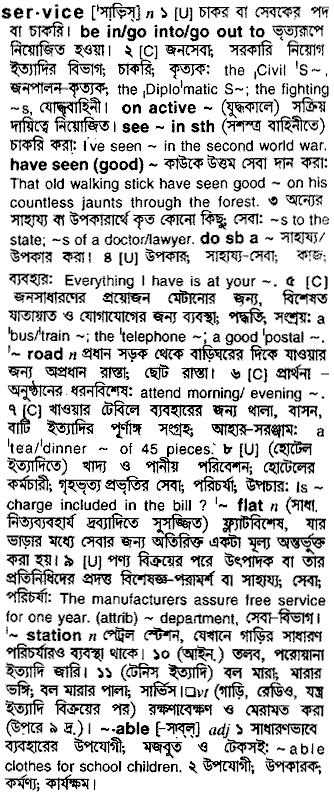 ser·vice ['সাভিস্] n ১ [U] চাকর বা সেবকের পদ
বা চাকরি। be in/go into/go out to ভৃত্যরূপে
নিয়োজিত হওয়া। ২ [C] জনসেবা; সরকারি নিয়োগ
ইত্যাদির বিভাগ; চাকরি; কৃত্যক: the ˌCivil 'S~,
জনপালন-কৃত্যক; the ˌDiplo'matic S~; the fighting
~s, যোদ্ধবাহিনী। on active ~ (যুদ্ধকালে) সক্রিয়
দায়িত্বে নিয়োজিত। see ~ in sth (সশস্ত্র বাহিনীতে)
চাকরি করা: I've seen ~ in the second world war.
have seen (good) ~ কাউকে উত্তম সেবা দান করা:
That old walking stick have seen good ~ on his
countless jaunts through the forest. ৩ অন্যের
সাহায্য বা উপকারার্থে কৃত কোনো কিছু; সেবা: ~s to the
state; ~s of a doctor/lawyer. do sb a ~ সাহায্য/
উপকার করা। ৪ [U] উপকার; সাহায্য-সেবা; কাজ;
ব্যবহার: Everything I have is at your ~. ৫ [C]
জনসাধারণের প্রয়োজন মেটানোর জন্য, বিশেষত
যাতায়াত ও যোগাযোগের জন্য ব্যবস্থা; পদ্ধতি; সংশ্রয়: a
'bus/'train ~; the 'telephone ~; a good 'postal ~.
'~ road n প্রধান সড়ক থেকে বাড়িঘরের দিকে যাওয়ার
জন্য অপ্রধান রাস্তা; ছোট রাস্তা। ৬ [C] প্রার্থনা-
অনুষ্ঠানের ধরনবিশেষ: attend morning/ evening ~.
৭ [C] খাওয়ার টেবিলে ব্যবহারের জন্য থালা, বাসন,
বাটি ইত্যাদির পূর্ণাঙ্গ সংগ্রহ; আহার-সরঞ্জাম: a
'tea/'dinner ~ of 45 pieces. ৮ [U] (হোটেল
ইত্যাদিতে) খাদ্য ও পানীয় পরিবেশন; হোটেলের
কর্মচারী, গৃহভৃত্য প্রভৃতির সেবা, পরিচর্যা; উপচার: Is ~
charge included in the bill ? '~ flat n (সাধা.
নিত্যব্যবহার্য দ্রব্যাদিতে সুসজ্জিত) ফ্ল্যাটবিশেষ, যার
ভাড়ার মধ্যে সেবার জন্য অতিরিক্ত একটা মূল্য অন্তর্ভুক্ত
করা হয়। ৯ [U] পণ্য বিক্রয়ের পরে উৎপাদক বা তার
প্রতিনিধিদের প্রদত্ত বিশেষজ্ঞ-পরামর্শ বা সাহায্য; সেবা;
পরিচর্যা: The manufacturers assure free service
for one year. (attrib) ~ department, সেবা-বিভাগ।
'~ station n পেট্রল স্টেশন, যেখানে গাড়ির সাধারণ
পরিচর্যারও ব্যবস্থা থাকে। ১০ (আইন.) তলব, পরোয়ানা
ইত্যাদি জারি। ১১ (টেনিস ইত্যাদি) বল মারা; মারার
ভঙ্গি; বল মারার পালা; সার্ভিস।□vt (গাড়ি, রেডিও, যন্ত্র
ইত্যাদি বিক্রয়ের পর) রক্ষণাবেক্ষণ ও মেরামত করা
(উপরে ৯ দ্র.)। ~·able [-সাব্‌ল্] adj ১ সাধারণভাবে
ব্যবহারের উপযোগী; মজবুত ও টেকসই: ~able
clothes for school children. ২ উপযোগী; উপকারক;
কর্মণ্য; কার্যক্ষম।